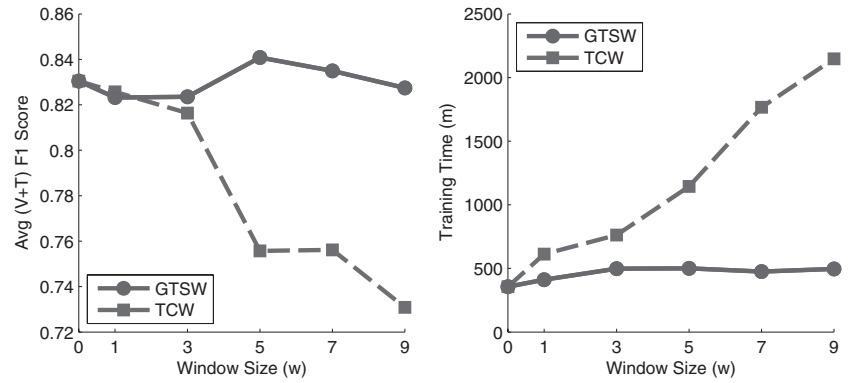 0.86
0.84
0.82
0.8
0.78
0.76
0.74
0.72
Avg (V+T) F1 Score
GTSW
TCW
0 1 3 5 7 9
Window Size (w)
2500
2000
1500
1000
500
0
Training Time (m)
GTSW
TCW
0 1 3 5 7 9
Window Size (w)